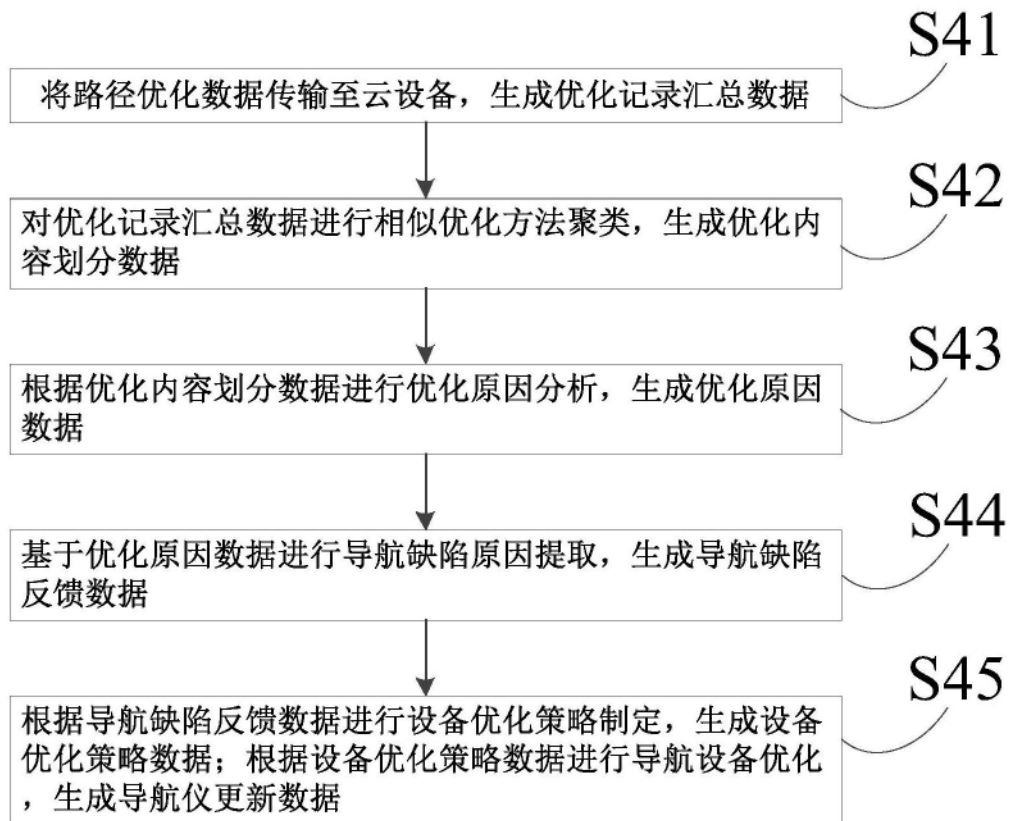 S41
将路径优化数据传输至云设备，生成优化记录汇总数据
S42
对优化记录汇总数据进行相似优化方法聚类，生成优化内
容划分数据
S43
根据优化内容划分数据进行优化原因分析，生成优化原因
数据
S44
基于优化原因数据进行导航缺陷原因提取，生成导航缺陷
反馈数据
S45
根据导航缺陷反馈数据进行设备优化策略制定，生成设备
优化策略数据；根据设备优化策略数据进行导航设备优化
，生成导航仪更新数据